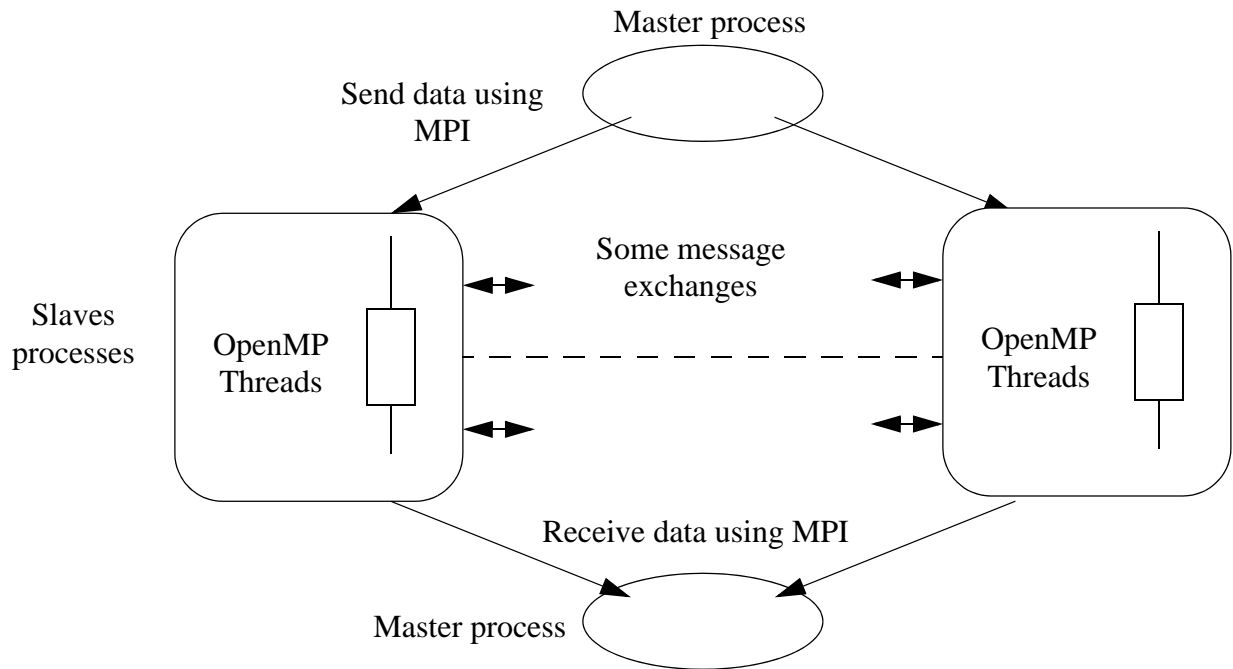 Master process
Send data using
MPI
Some message
exchanges
Slaves
processes
OpenMP
Threads
OpenMP
Threads
Receive data using MPI
Master process